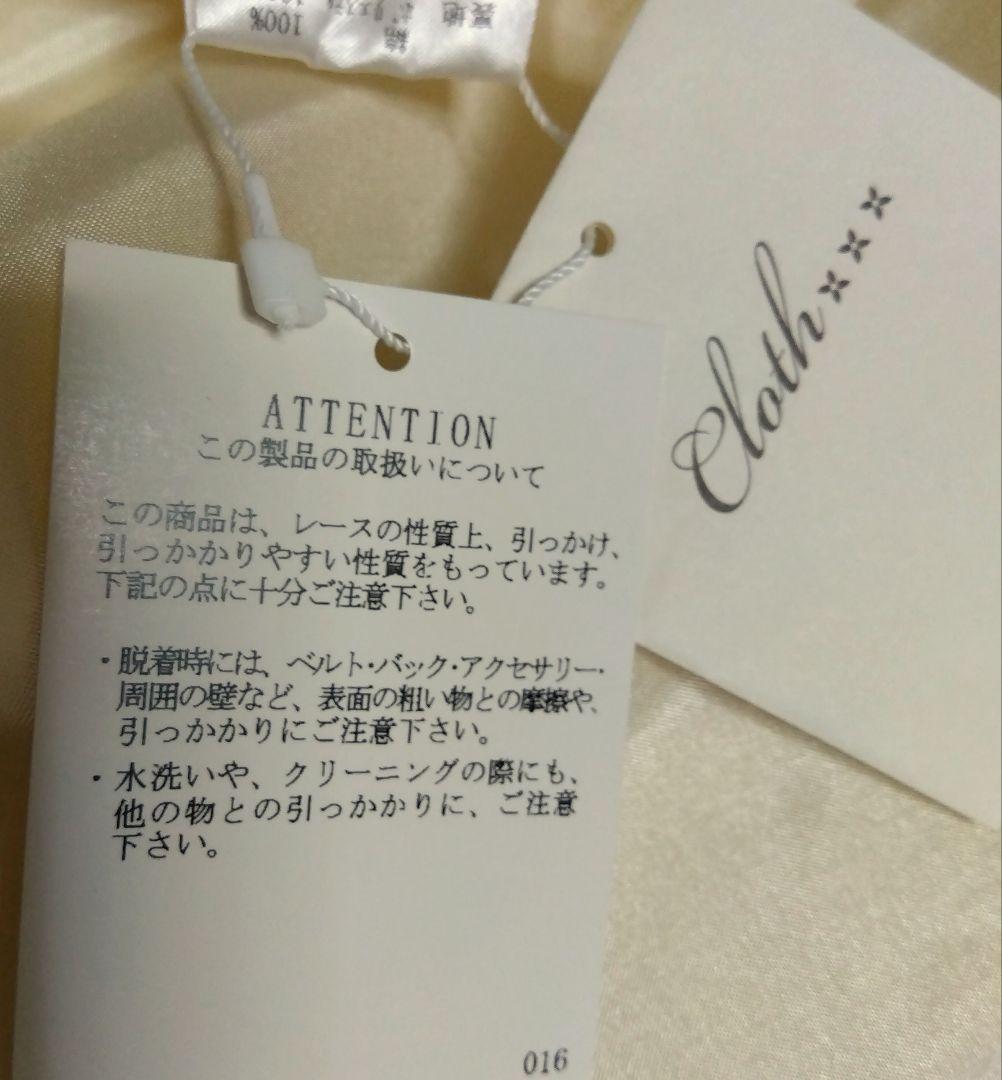 裏地
綿
100%
Cloth
ATTENTION
この製品の取扱いについて
この商品は、レースの性質上、引っかけ、
引っかかりやすい性質をもっています。
下記の点に十分ご注意下さい。
・脱着時には、ベルト・バック・アクセサリー・
周囲の壁など、表面の粗い物との摩擦や、
引っかかりにご注意下さい。
・水洗いや、クリーニングの際にも、
他の物との引っかかりに、ご注意
下さい。
016